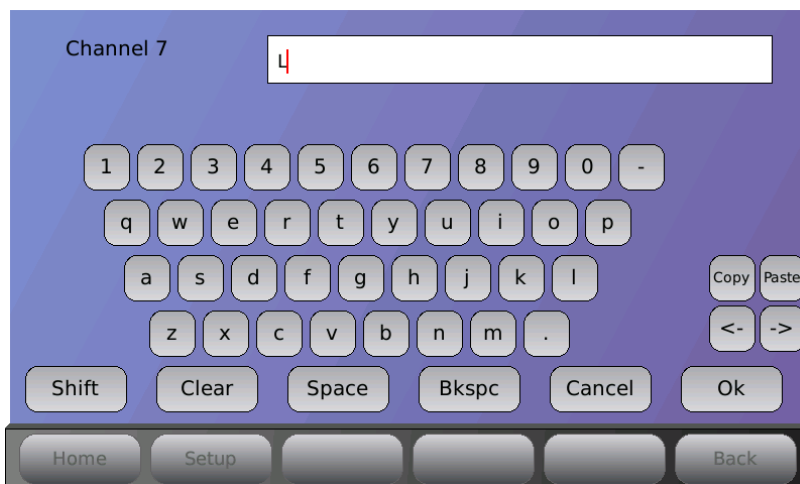 Channel 7
L
1 2 3 4 5 6 7 8 9 0 -
q w e r t y u i o p
a s d f g h j k l Copy Paste
z x c v b n m . <- ->
Shift Clear Space Bkspc Cancel Ok
Home Setup Back